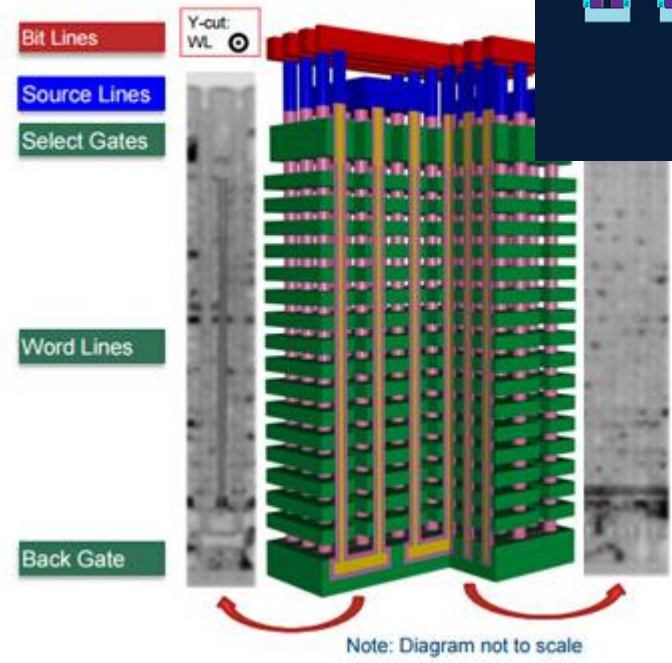 Bit Lines
Y-cut:
WL
Source Lines
Select Gates
Word Lines
Back Gate
Note: Diagram not to scale